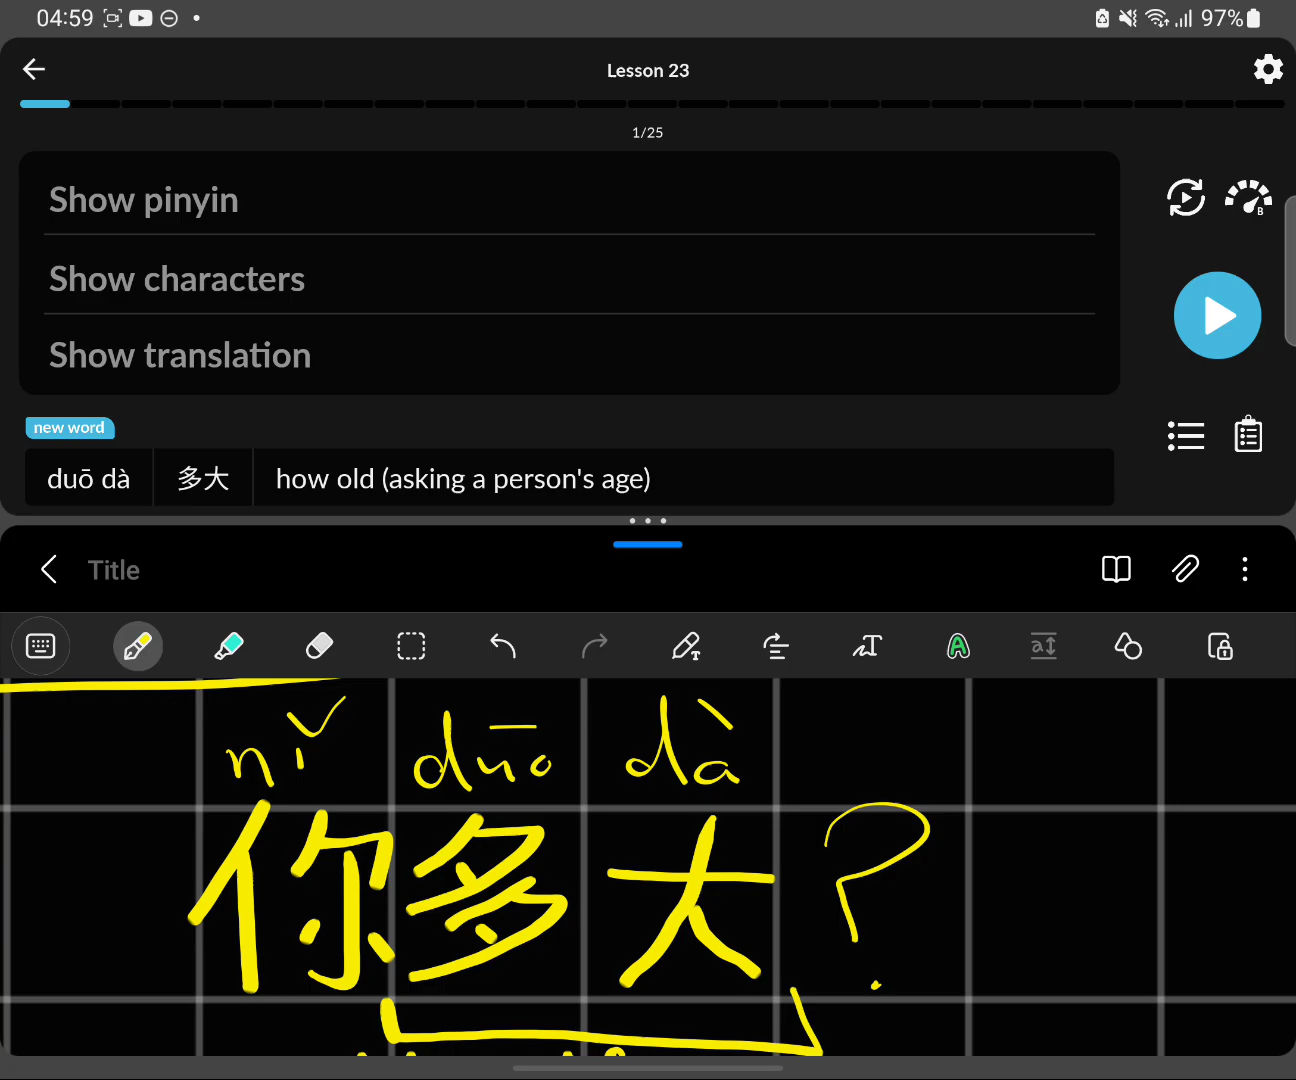 04:59
97%
Lesson 23
1/25
Show pinyin
Show characters
Show translation
B
new word
duō dà 多大 how old (asking a person's age)
Title
T T A a
nǐ duō dà
你多大?